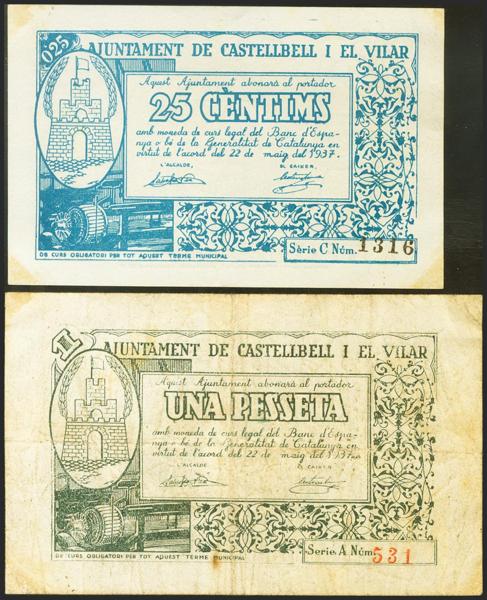 0'25
AJUNTAMENT DE CASTELLBELL I EL VILAR
Aquest Ajuntament abonarà al portador
25 CENTIMS
amb moneda de curs legal del Banc d'Espa-
nya o bé de la Generalitat de Catalunya en
virtut de l'acord del 22 de maig del 1937.
L'ALCALDE, EL CAIXER,
Sèrie C Núm. 1316
DE CURS OBLIGATORI PER TOT AQUEST TERME MUNICIPAL
1
AJUNTAMENT DE CASTELLBELL I EL VILAR
Aquest Ajuntament abonarà al portador
UNA PESSETA
amb moneda de curs legal del Banc d'Espa-
nya o bé de la Generalitat de Catalunya en
virtut de l'acord del 22 de maig del 1937.
L'ALCALDE EL CAIXER
Serie A Núm. 531
DE CURS OBLIGATORI PER TOT AQUEST TERME MUNICIPAL